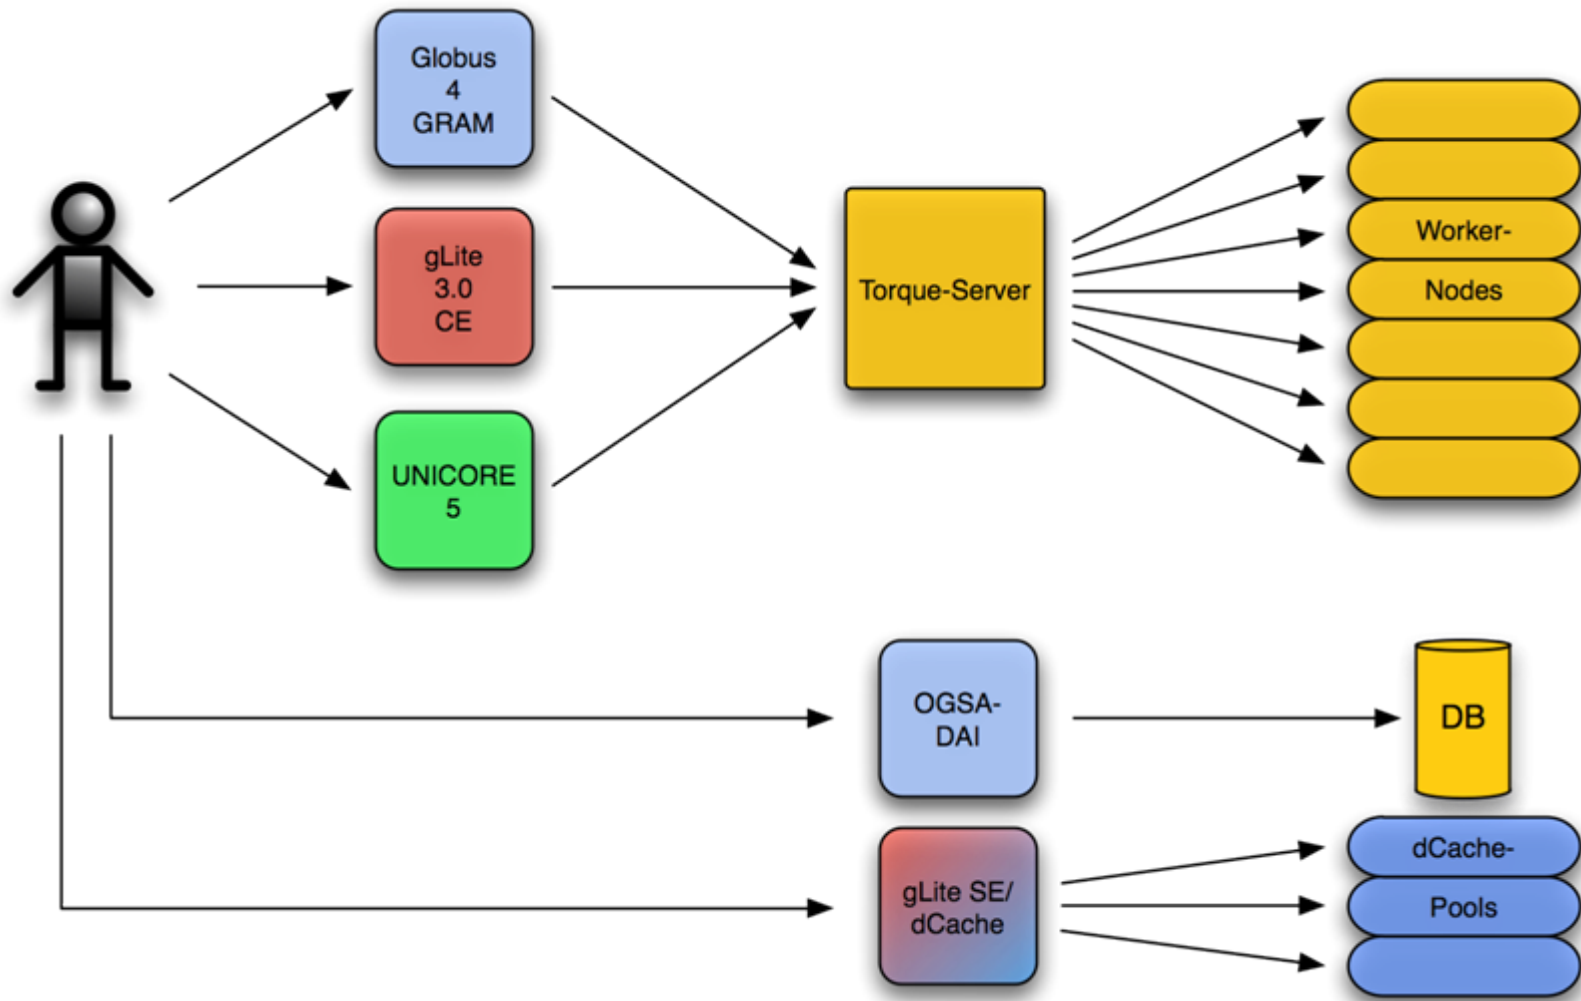 Globus
4
GRAM
gLite
3.0
CE
UNICORE
5
Torque-Server
Worker-
Nodes
OGSA-
DAI
DB
gLite SE/
dCache
dCache-
Pools